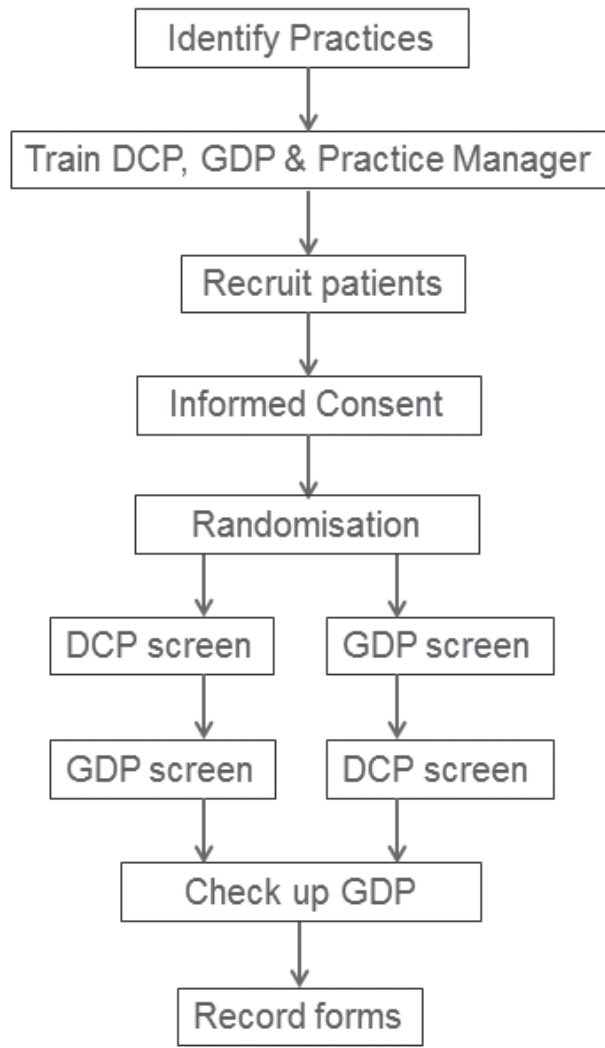 Identify Practices
Train DCP, GDP & Practice Manager
Recruit patients
Informed Consent
Randomisation
DCP screen
GDP screen
GDP screen
DCP screen
Check up GDP
Record forms